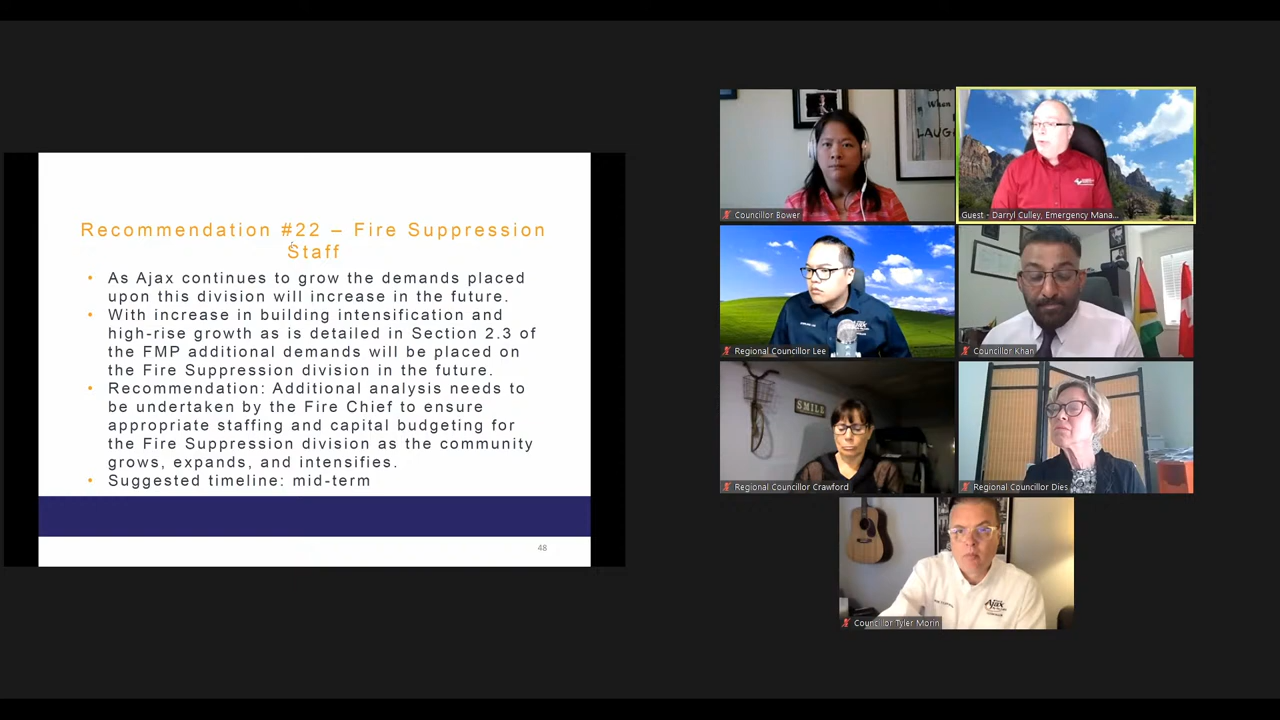 Recommendation #22 – Fire Suppression
Staff
• As Ajax continues to grow the demands placed
upon this division will increase in the future.
• With increase in building intensification and
high-rise growth as is detailed in Section 2.3 of
the FMP additional demands will be placed on
the Fire Suppression division in the future.
• Recommendation: Additional analysis needs to
be undertaken by the Fire Chief to ensure
appropriate staffing and capital budgeting for
the Fire Suppression division as the community
grows, expands, and intensifies.
• Suggested timeline: mid-term
48
When
LAUG
Councillor Bower
Guest - Darryl Culley, Emergency Mana...
Ajax
Regional Councillor Lee
Councillor Khan
SMILE
Regional Councillor Crawford
Regional Councillor Dies
Ajax
Councillor Tyler Morin